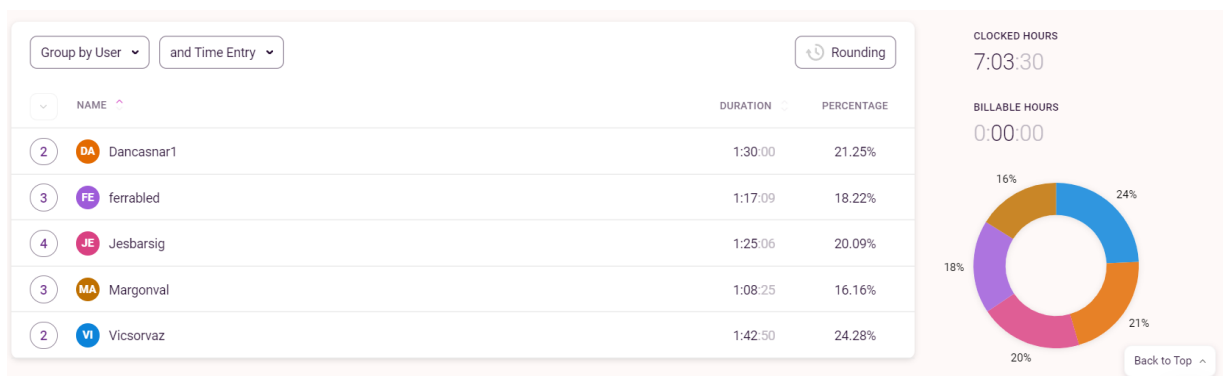 Group by User and Time Entry Rounding
NAME DURATION PERCENTAGE
2 DA Dancasnar1 1:30:00 21.25%
3 FE ferrabled 1:17:09 18.22%
4 JE Jesbarsig 1:25:06 20.09%
3 MA Margonval 1:08:25 16.16%
2 VI Vicsorvaz 1:42:50 24.28%
CLOCKED HOURS
7:03:30
BILLABLE HOURS
0:00:00
16%
24%
18%
21%
20%
Back to Top